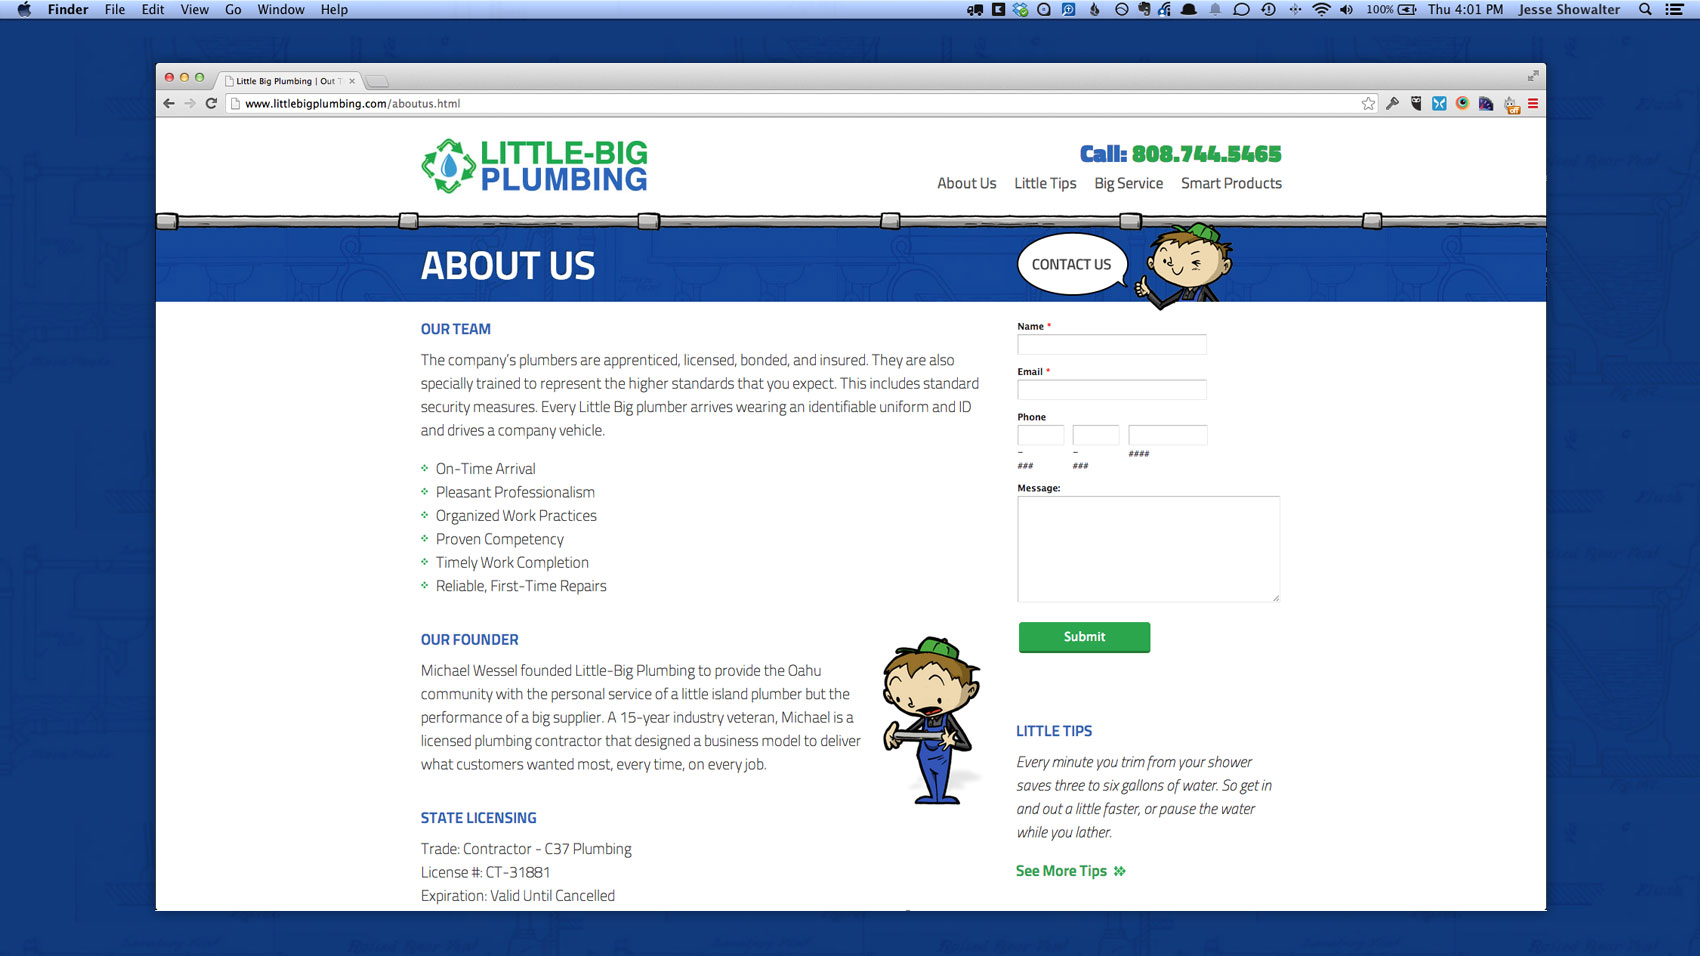 Finder File Edit View Go Window Help 100% Thu 4:01 PM Jesse Showalter
Little Big Plumbing | Out T
www.littlebigplumbing.com/aboutus.html
LITTLE-BIG
PLUMBING
Call: 808.744.5465
About Us Little Tips Big Service Smart Products
ABOUT US
CONTACT US
OUR TEAM
The company's plumbers are apprenticed, licensed, bonded, and insured. They are also
specially trained to represent the higher standards that you expect. This includes standard
security measures. Every Little Big plumber arrives wearing an identifiable uniform and ID
and drives a company vehicle.
On-Time Arrival
Pleasant Professionalism
Organized Work Practices
Proven Competency
Timely Work Completion
Reliable, First-Time Repairs
OUR FOUNDER
Michael Wessel founded Little-Big Plumbing to provide the Oahu
community with the personal service of a little island plumber but the
performance of a big supplier. A 15-year industry veteran, Michael is a
licensed plumbing contractor that designed a business model to deliver
what customers wanted most, every time, on every job.
STATE LICENSING
Trade: Contractor - C37 Plumbing
License #: CT-31881
Expiration: Valid Until Cancelled
Name *
Email *
Phone
– – ####
### ###
Message:
Submit
LITTLE TIPS
Every minute you trim from your shower
saves three to six gallons of water. So get in
and out a little faster, or pause the water
while you lather.
See More Tips